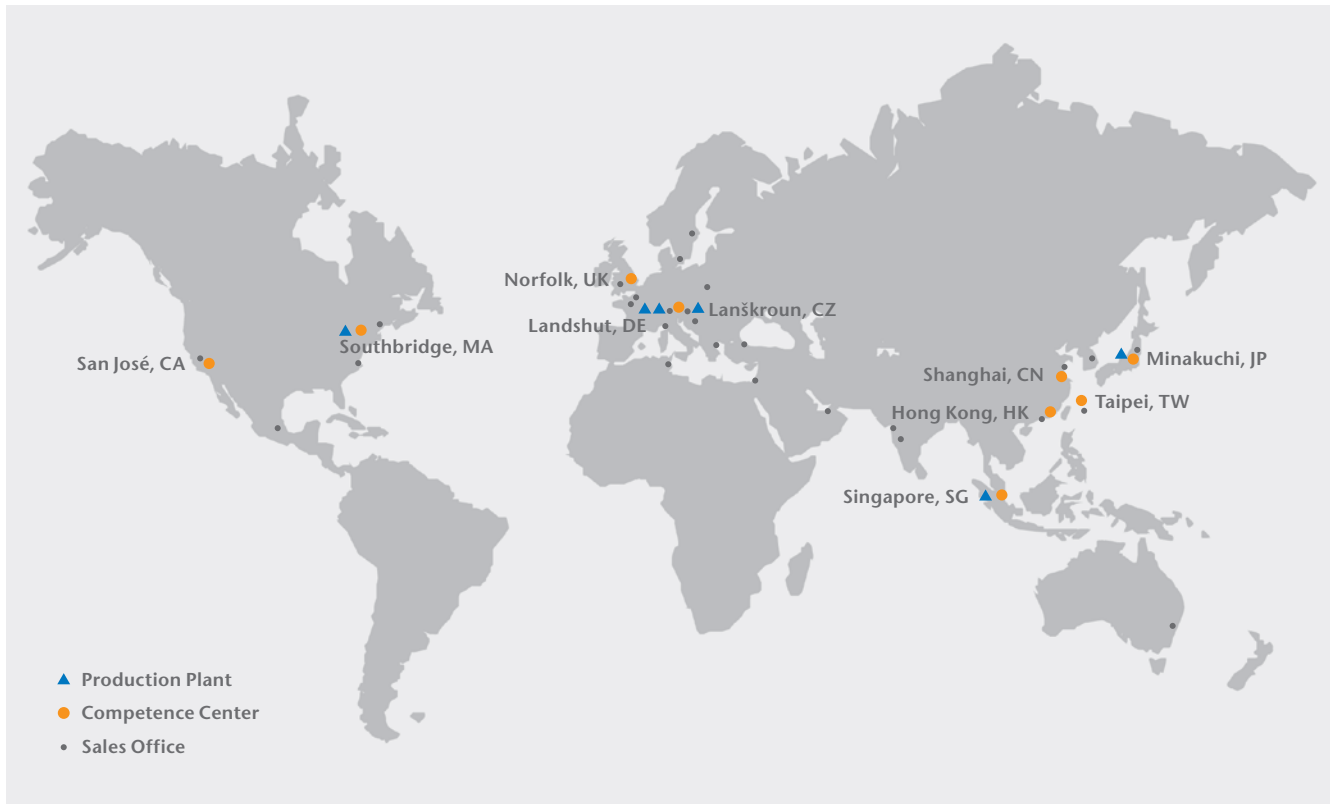 Norfolk, UK
Lanškroun, CZ
Landshut, DE
Southbridge, MA
San José, CA
Minakuchi, JP
Shanghai, CN
Taipei, TW
Hong Kong, HK
Singapore, SG
Production Plant
Competence Center
Sales Office